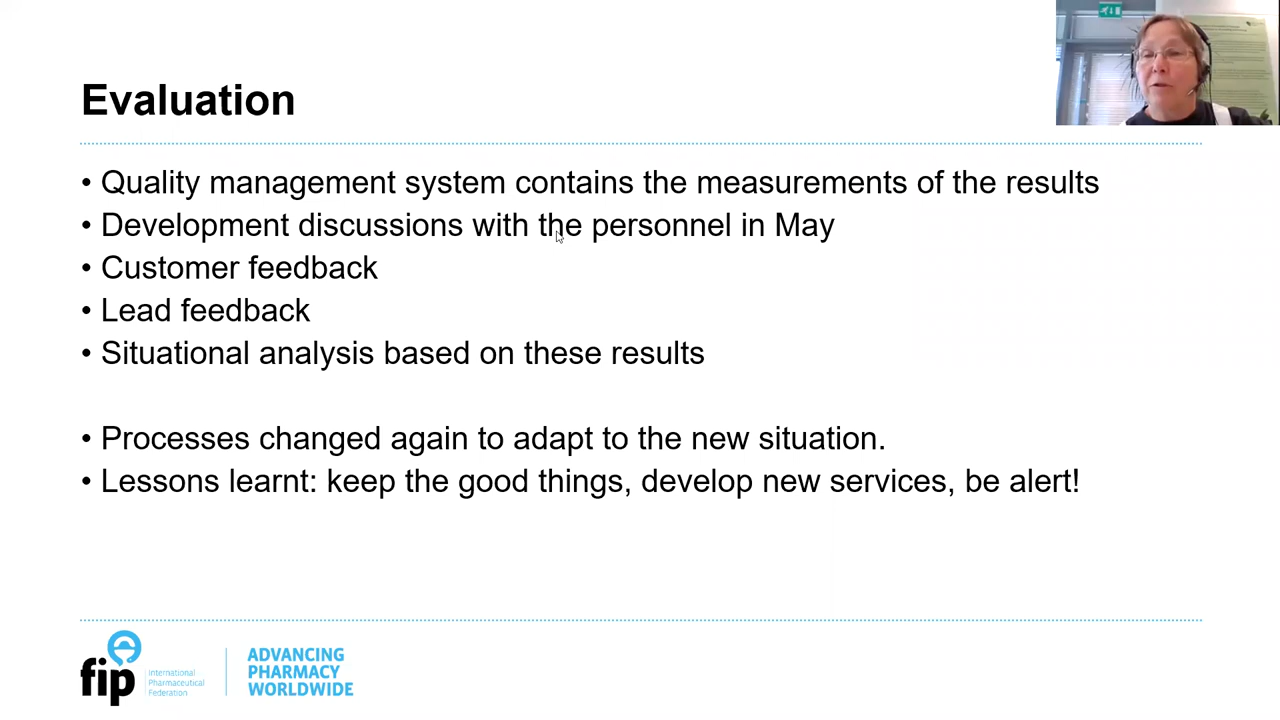 Evaluation
• Quality management system contains the measurements of the results
• Development discussions with the personnel in May
• Customer feedback
• Lead feedback
• Situational analysis based on these results
• Processes changed again to adapt to the new situation.
• Lessons learnt: keep the good things, develop new services, be alert!
fip
International
Pharmaceutical
Federation
ADVANCING
PHARMACY
WORLDWIDE